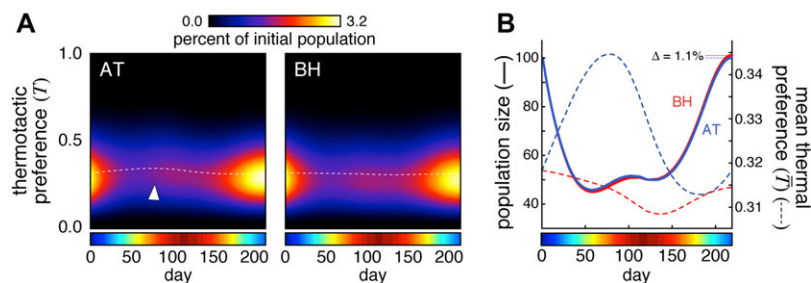 A
0.0 3.2
percent of initial population
B
thermotactic
preference (T)
1.0
0.5
0.0
AT
BH
0 50 100 150 200
day
0 50 100 150 200
day
population size (—)
100
80
60
40
Δ = 1.1%
BH
AT
0.34
0.32
0.31
mean thermal
preference (T̄) (----)
0 50 100 150 200
day